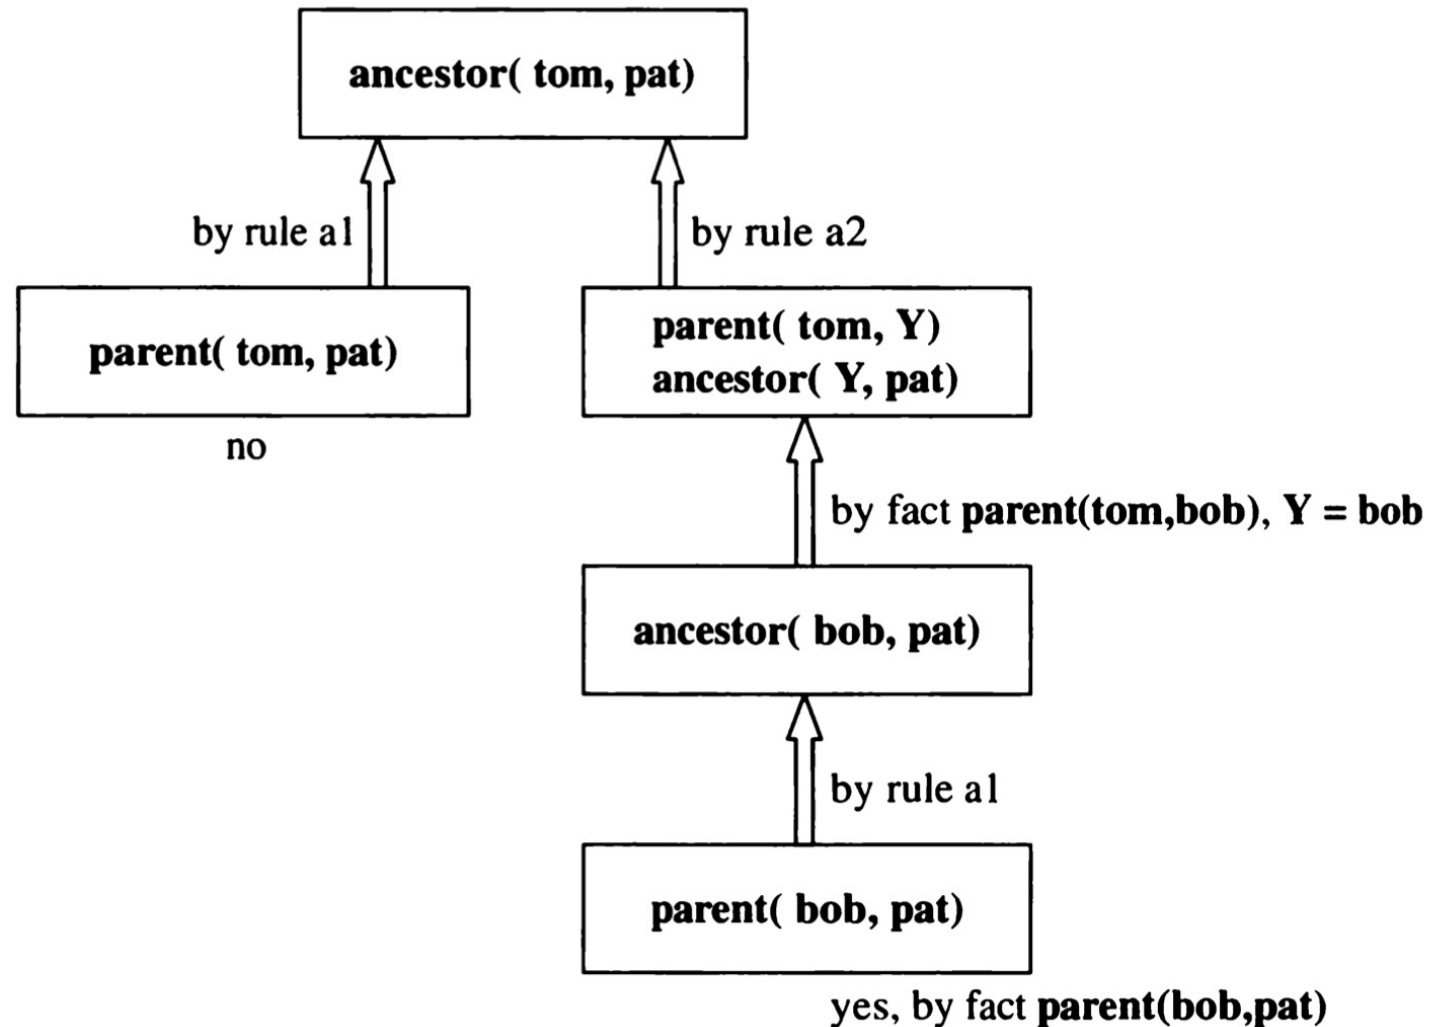 ancestor( tom, pat)
by rule a1
by rule a2
parent( tom, pat)
no
parent( tom, Y)
ancestor( Y, pat)
by fact parent(tom,bob), Y = bob
ancestor( bob, pat)
by rule a1
parent( bob, pat)
yes, by fact parent(bob,pat)